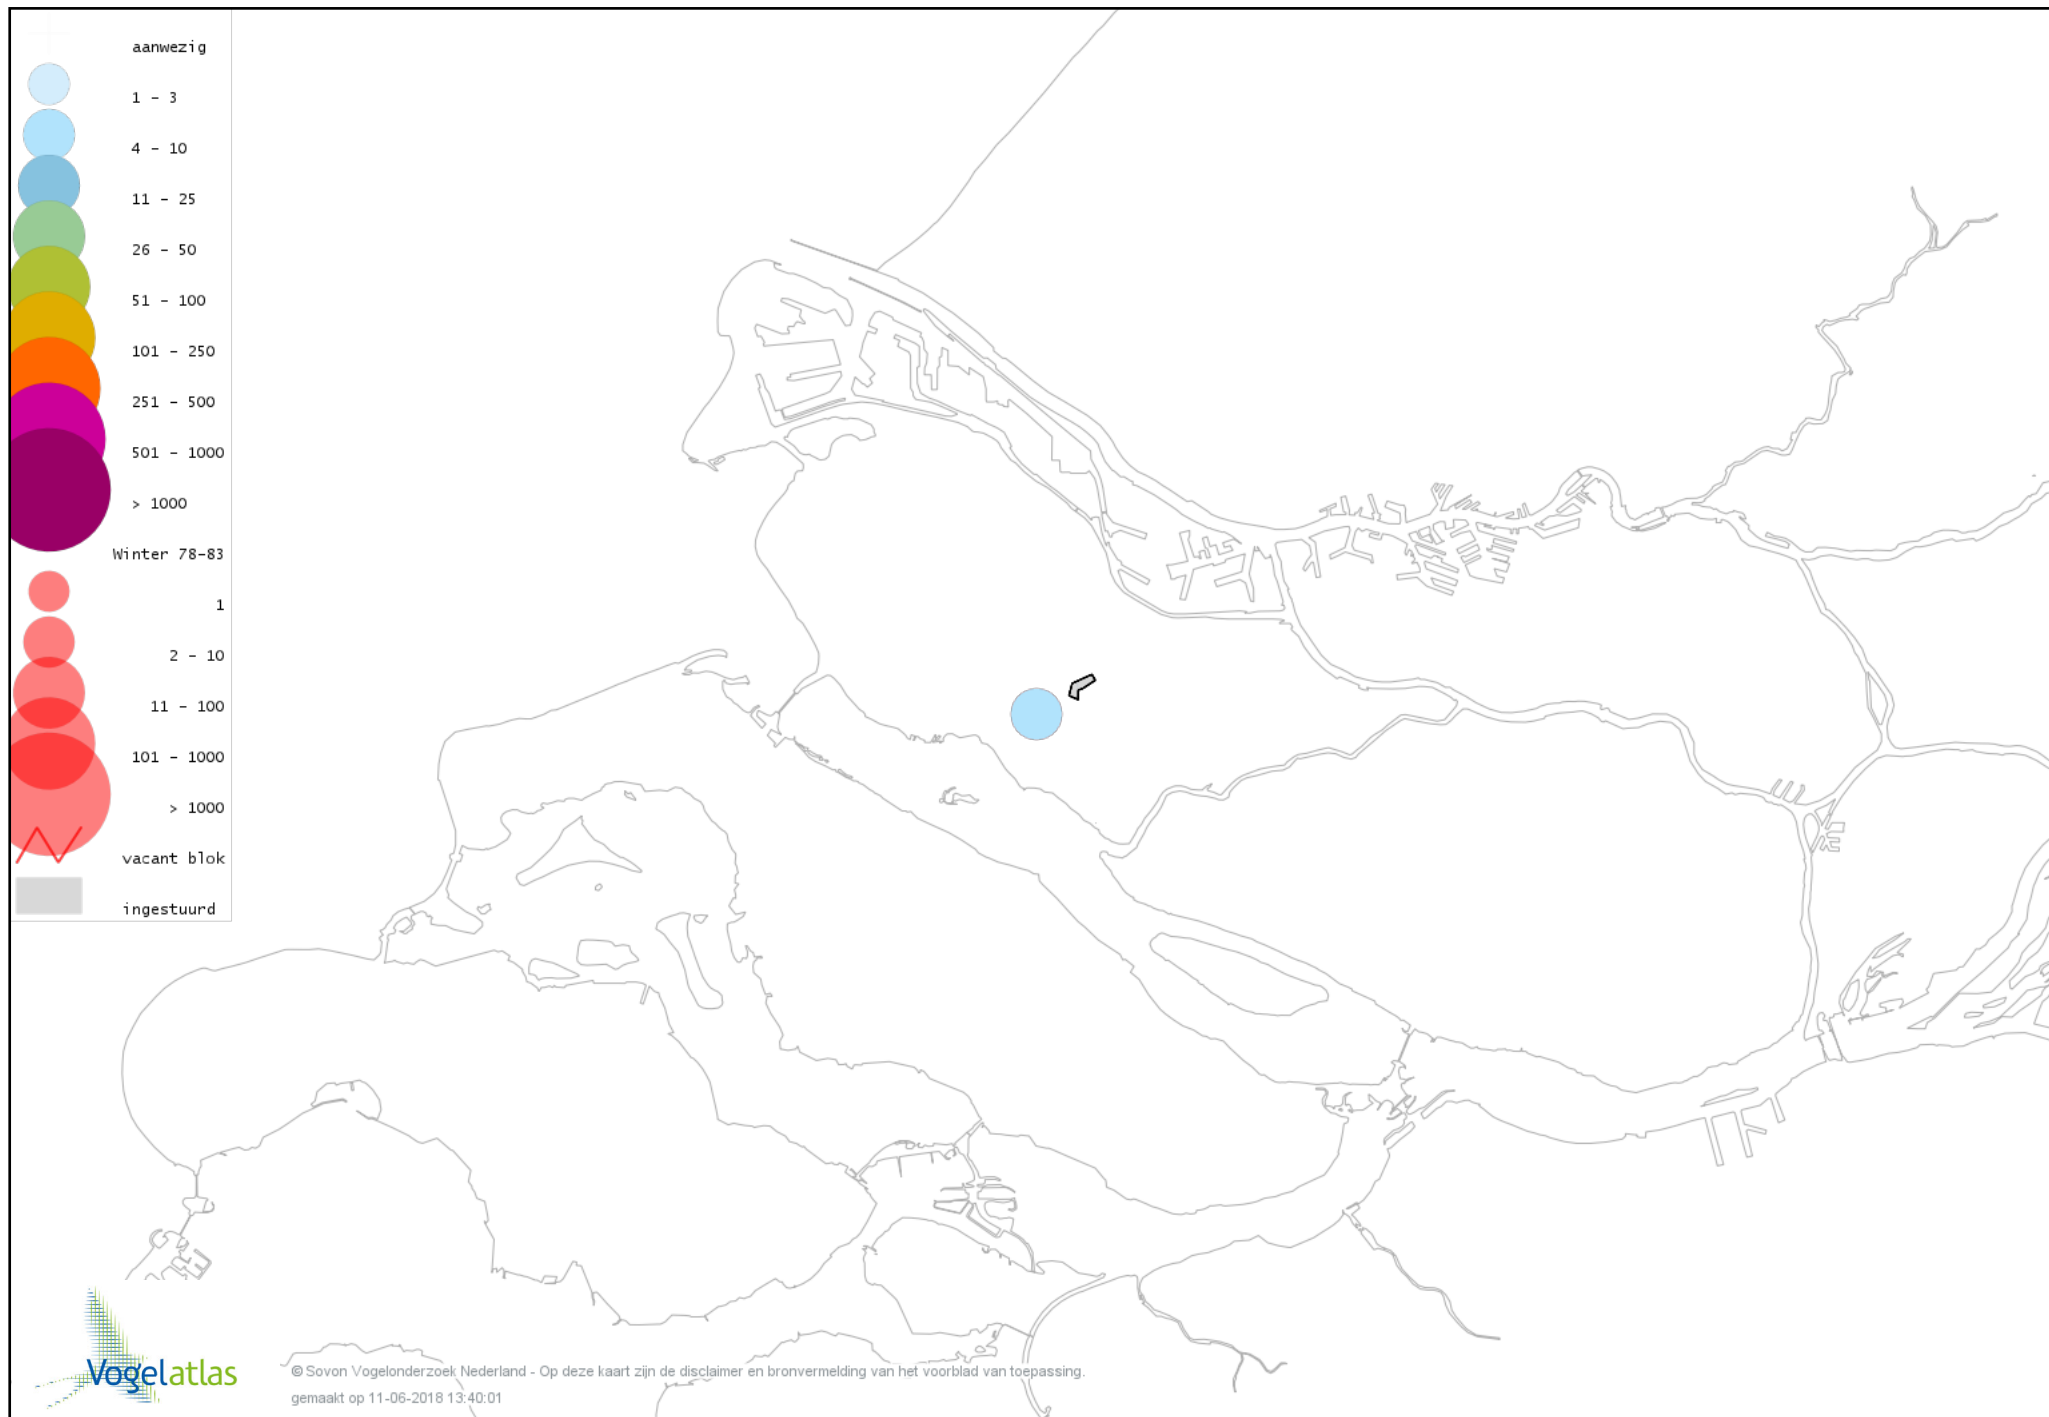 aanwezig
1 - 3
4 - 10
11 - 25
26 - 50
51 - 100
101 - 250
251 - 500
501 - 1000
> 1000
Winter 78-83
1
2 - 10
11 - 100
101 - 1000
> 1000
vacant blok
ingestuurd
Vogelatlas
© Sovon Vogelonderzoek Nederland - Op deze kaart zijn de disclaimer en bronvermelding van het voorblad van toepassing.
gemaakt op 11-06-2018 13:40:01